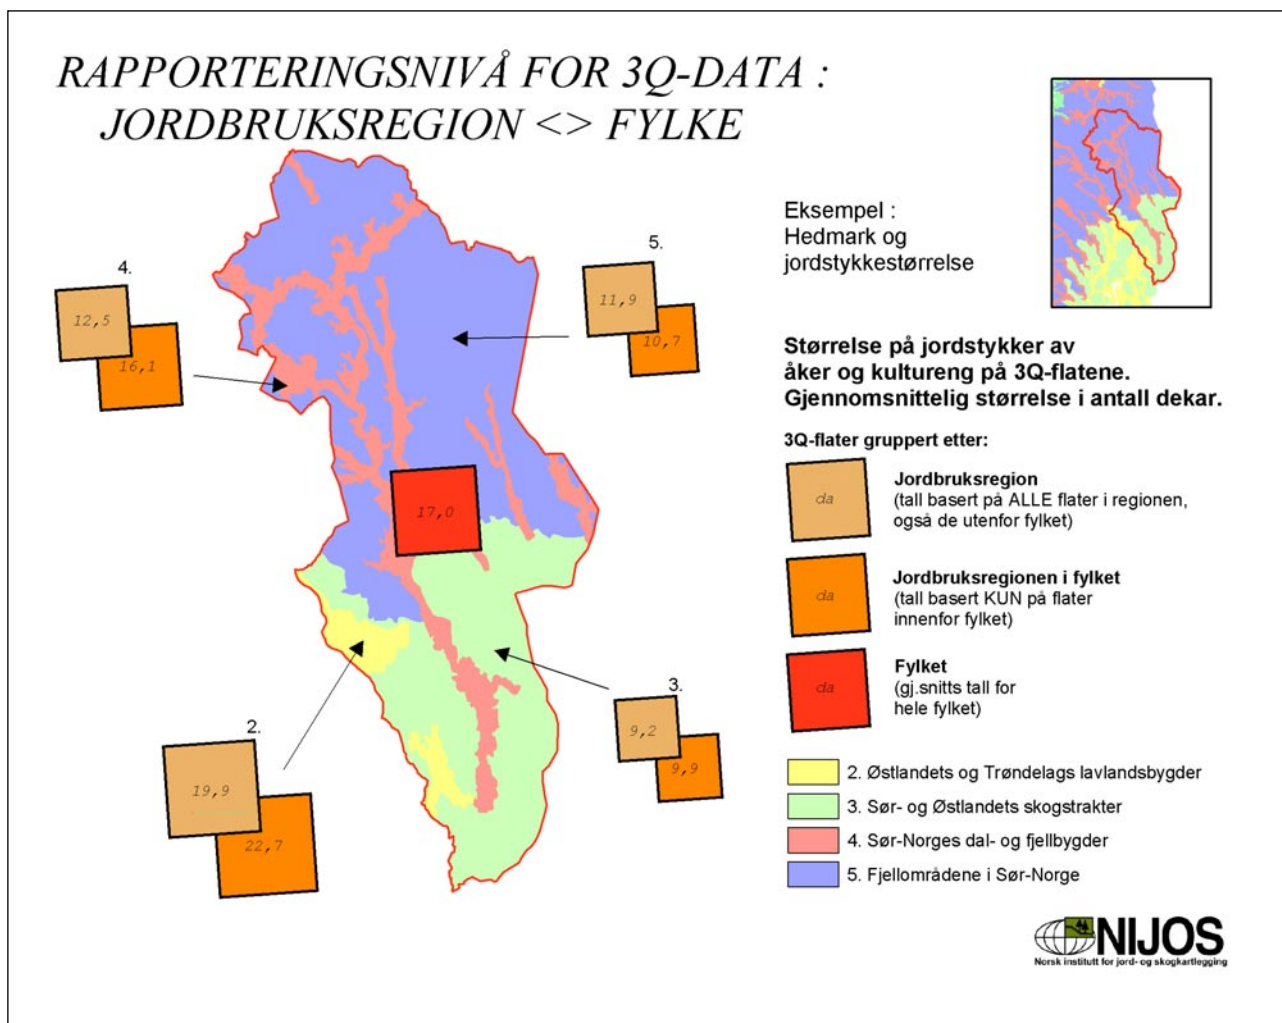 RAPPORTERINGSNIVÅ FOR 3Q-DATA :
JORDBRUKSREGION <> FYLKE
Eksempel :
Hedmark og
jordstykkestørrelse
4.
12,5
16,1
5.
11,9
10,7
17,0
3.
9,2
9,9
2.
19,9
22,7
Størrelse på jordstykker av
åker og kultureng på 3Q-flatene.
Gjennomsnittelig størrelse i antall dekar.
3Q-flater gruppert etter:
da
Jordbruksregion
(tall basert på ALLE flater i regionen,
også de utenfor fylket)
da
Jordbruksregionen i fylket
(tall basert KUN på flater
innenfor fylket)
da
Fylket
(gj.snitts tall for
hele fylket)
2. Østlandets og Trøndelags lavlandsbygder
3. Sør- og Østlandets skogstrakter
4. Sør-Norges dal- og fjellbygder
5. Fjellområdene i Sør-Norge
NIJOS
Norsk institutt for jord- og skogkartlegging